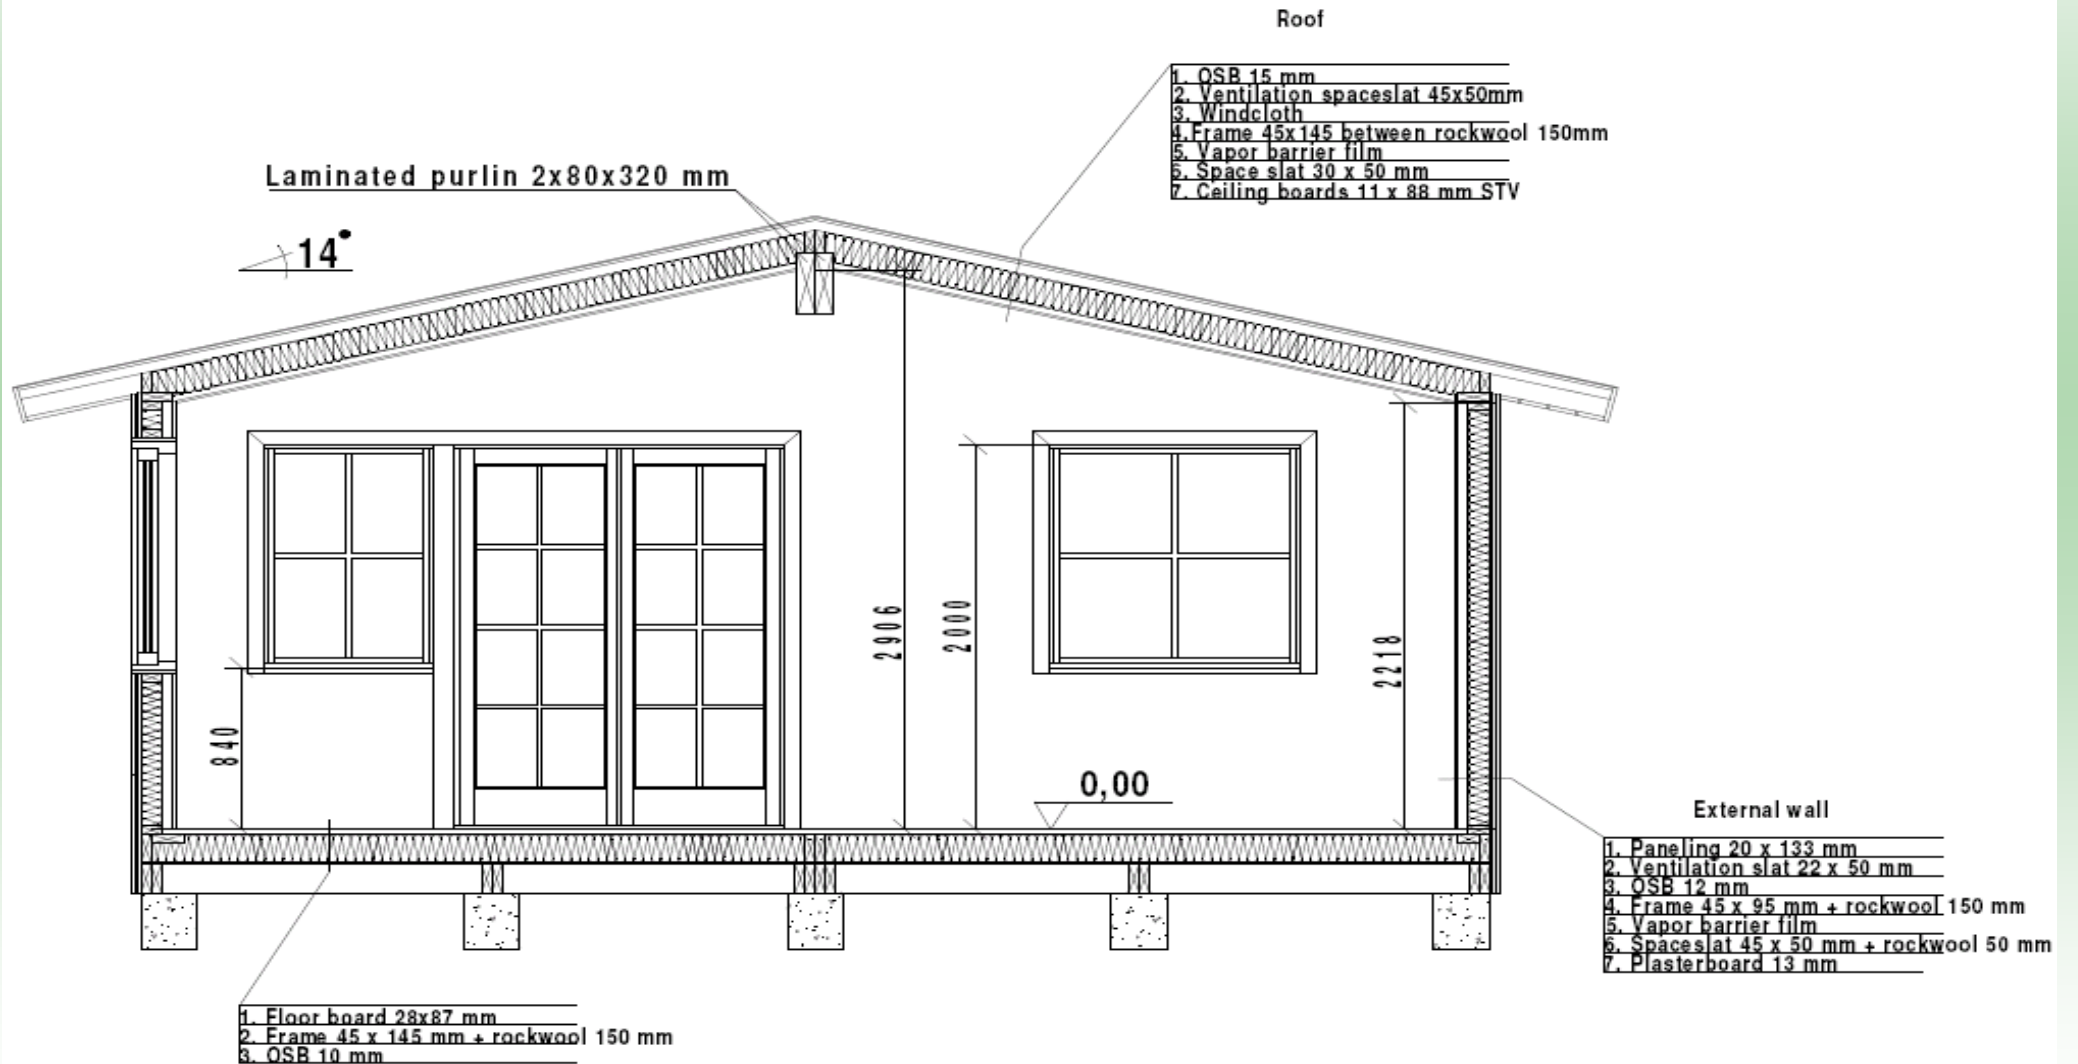 Roof
1. OSB 15 mm
2. Ventilation spaceslat 45x50mm
3. Windcloth
4.Frame 45x145 between rockwool 150mm
5. Vapor barrier film
6. Space slat 30 x 50 mm
7. Ceiling boards 11 x 88 mm STV
Laminated purlin 2x80x320 mm
14°
2906
2000
2218
840
0,00
External wall
1. Paneling 20 x 133 mm
2. Ventilation slat 22 x 50 mm
3. OSB 12 mm
4. Frame 45 x 95 mm + rockwool 150 mm
5. Vapor barrier film
6. Spaceslat 45 x 50 mm + rockwool 50 mm
7. Plasterboard 13 mm
1. Floor board 28x87 mm
2. Frame 45 x 145 mm + rockwool 150 mm
3. OSB 10 mm